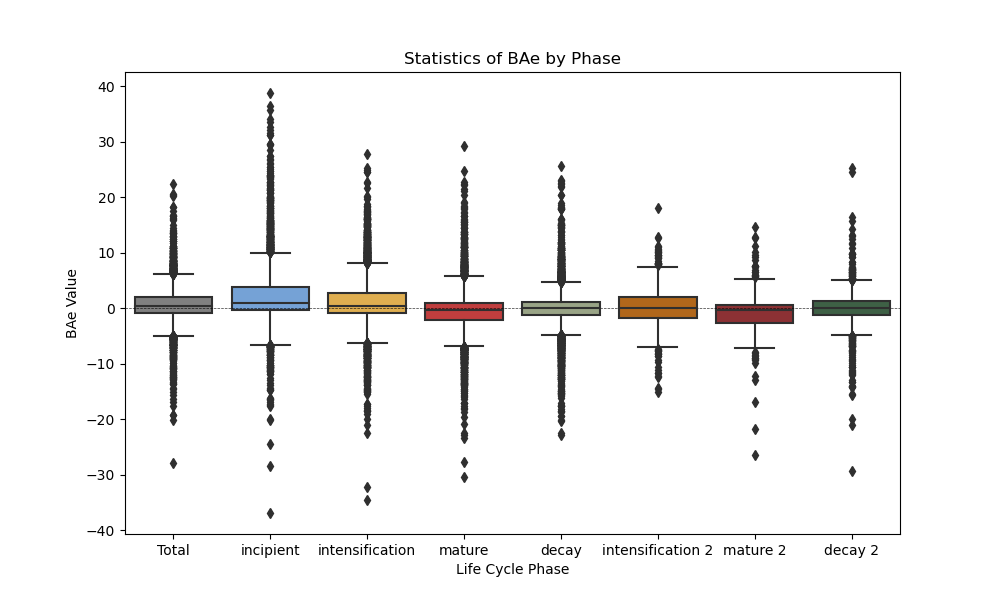 Statistics of BAe by Phase
BAe Value
40
30
20
10
0
−10
−20
−30
−40
Total
incipient
intensification
mature
decay
intensification 2
mature 2
decay 2
Life Cycle Phase